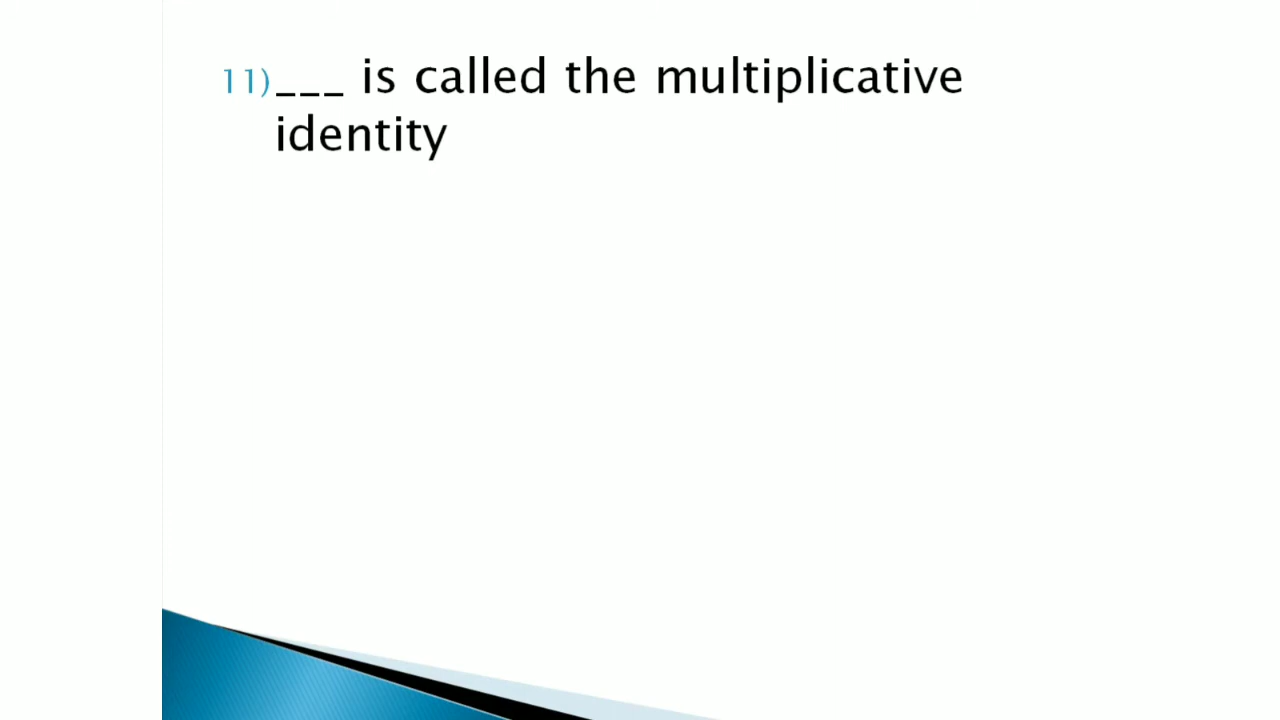 11) ___ is called the multiplicative
identity